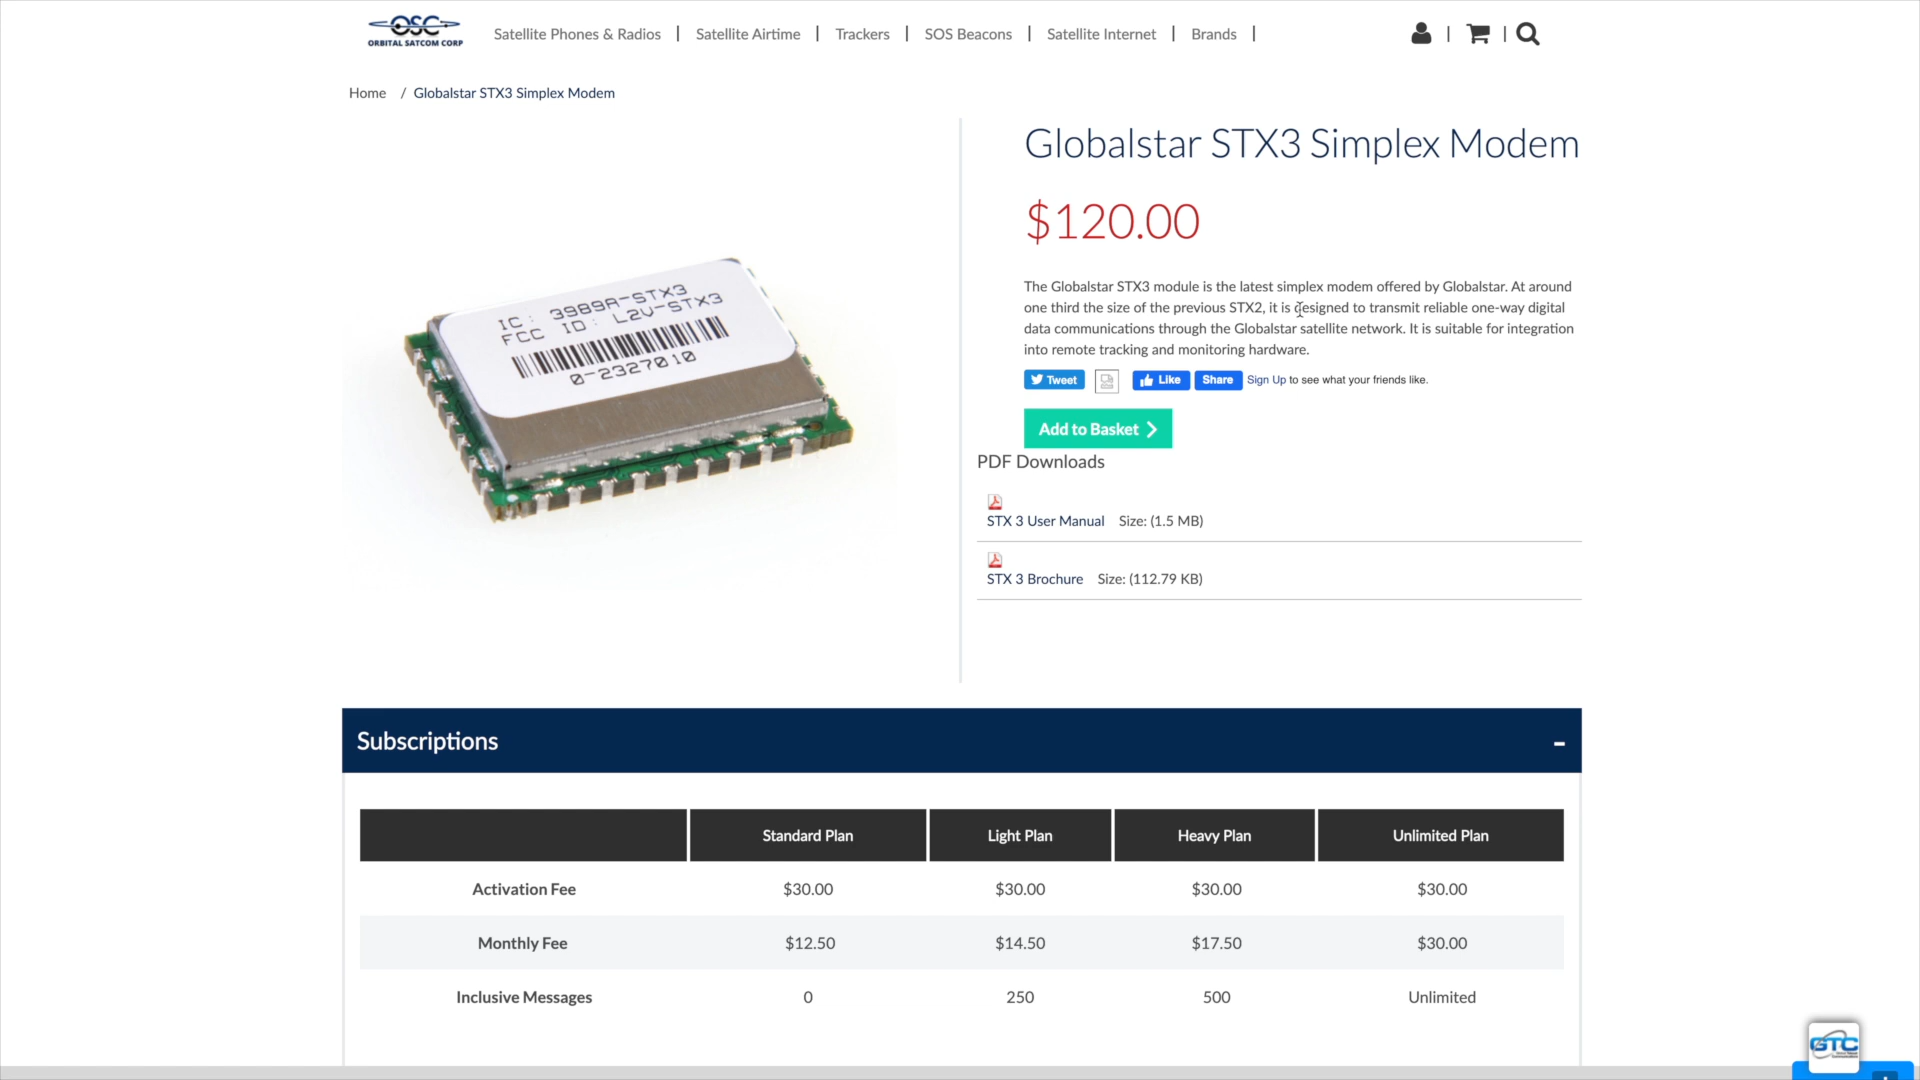 OSC
ORBITAL SATCOM CORP
Satellite Phones & Radios | Satellite Airtime | Trackers | SOS Beacons | Satellite Internet | Brands |
Home / Globalstar STX3 Simplex Modem
Globalstar STX3 Simplex Modem
$120.00
The Globalstar STX3 module is the latest simplex modem offered by Globalstar. At around
one third the size of the previous STX2, it is designed to transmit reliable one-way digital
data communications through the Globalstar satellite network. It is suitable for integration
into remote tracking and monitoring hardware.
IC: 3989A-STX3
FCC ID: L2V-STX3
0-2327010
Tweet Like Share Sign Up to see what your friends like.
Add to Basket
PDF Downloads
STX 3 User Manual Size: (1.5 MB)
STX 3 Brochure Size: (112.79 KB)
Subscriptions
Standard Plan Light Plan Heavy Plan Unlimited Plan
Activation Fee $30.00 $30.00 $30.00 $30.00
Monthly Fee $12.50 $14.50 $17.50 $30.00
Inclusive Messages 0 250 500 Unlimited
GTC